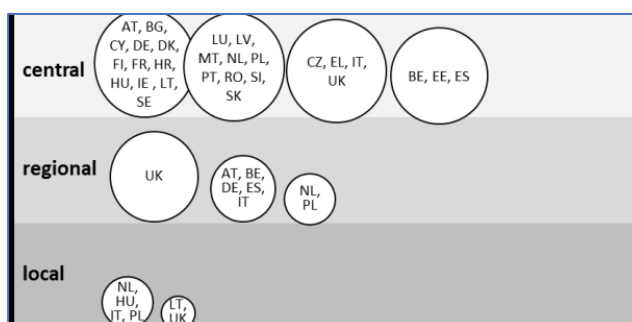 central
AT, BG,
CY, DE, DK,
FI, FR, HR,
HU, IE , LT,
SE
LU, LV,
MT, NL, PL,
PT, RO, SI,
SK
CZ, EL, IT,
UK
BE, EE, ES
regional
UK
AT, BE,
DE, ES,
IT
NL,
PL
local
NL,
HU,
IT, PL
LT,
UK